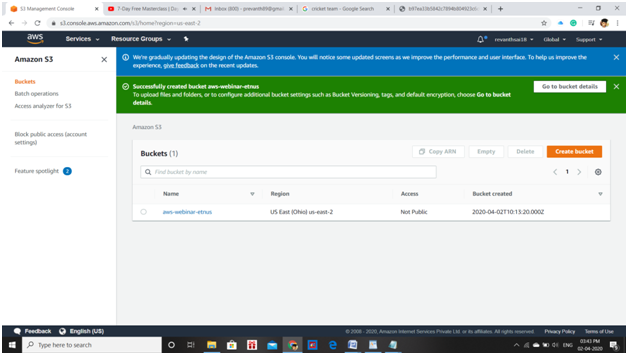 S3 Management Console
7-Day Free Masterclass | Di
Inbox (800) - prevanth89@gmai
cricket team - Google Search
s3.console.aws.amazon.com/s3/home?region=us-east-2
aws
Services
Resource Groups
revanthsai18
Global
Support
Amazon S3
Buckets
Batch operations
Access analyzer for S3
Block public access (account
settings)
Feature spotlight 2
We're gradually updating the design of the Amazon S3 console. You will notice some updated screens as we improve the performance and user interface. To help us improve the
experience, give feedback on the recent updates.
Successfully created bucket aws-webinar-etnus
To upload files and folders, or to configure additional bucket settings such as Bucket Versioning, tags, and default encryption, choose Go to bucket
details.
Go to bucket details
Amazon S3
Buckets (1)
Copy ARN
Empty
Delete
Create bucket
Find bucket by name
1
Name
Region
Access
Bucket created
aws-webinar-etnus
US East (Ohio) us-east-2
Not Public
2020-04-02T10:13:20.000Z
Feedback
English (US)
© 2008 - 2020, Amazon Internet Services Private Ltd. or its affiliates. All rights reserved.
Privacy Policy
Terms of Use
Type here to search
ENG
03:43 PM
02-04-2020